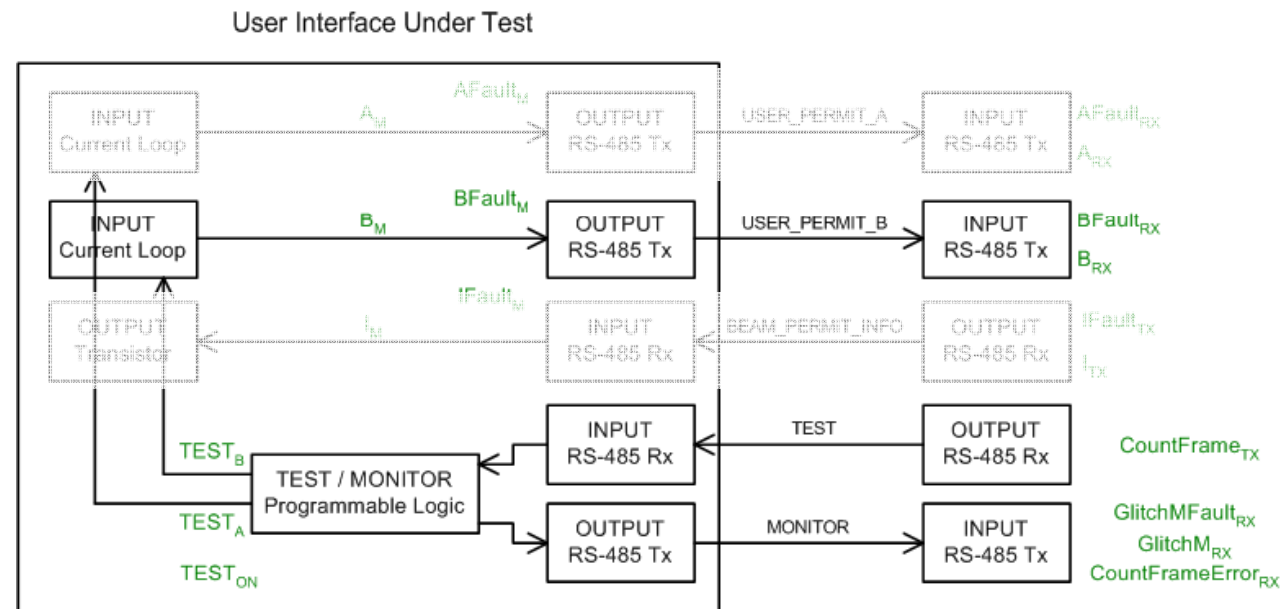 User Interface Under Test
INPUT
Current Loop
A_M
AFault_M
OUTPUT
RS-485 Tx
USER_PERMIT_A
INPUT
RS-485 Tx
AFault_RX
A_RX
INPUT
Current Loop
B_M
BFault_M
OUTPUT
RS-485 Tx
USER_PERMIT_B
INPUT
RS-485 Tx
BFault_RX
B_RX
OUTPUT
Transistor
I_M
IFault_M
INPUT
RS-485 Rx
BEAM_PERMIT_INFO
OUTPUT
RS-485 Rx
IFault_TX
I_TX
TEST_B
TEST / MONITOR
Programmable Logic
INPUT
RS-485 Rx
TEST
OUTPUT
RS-485 Rx
CountFrame_TX
TEST_A
TEST_ON
OUTPUT
RS-485 Tx
MONITOR
INPUT
RS-485 Tx
GlitchMFault_RX
GlitchM_RX
CountFrameError_RX